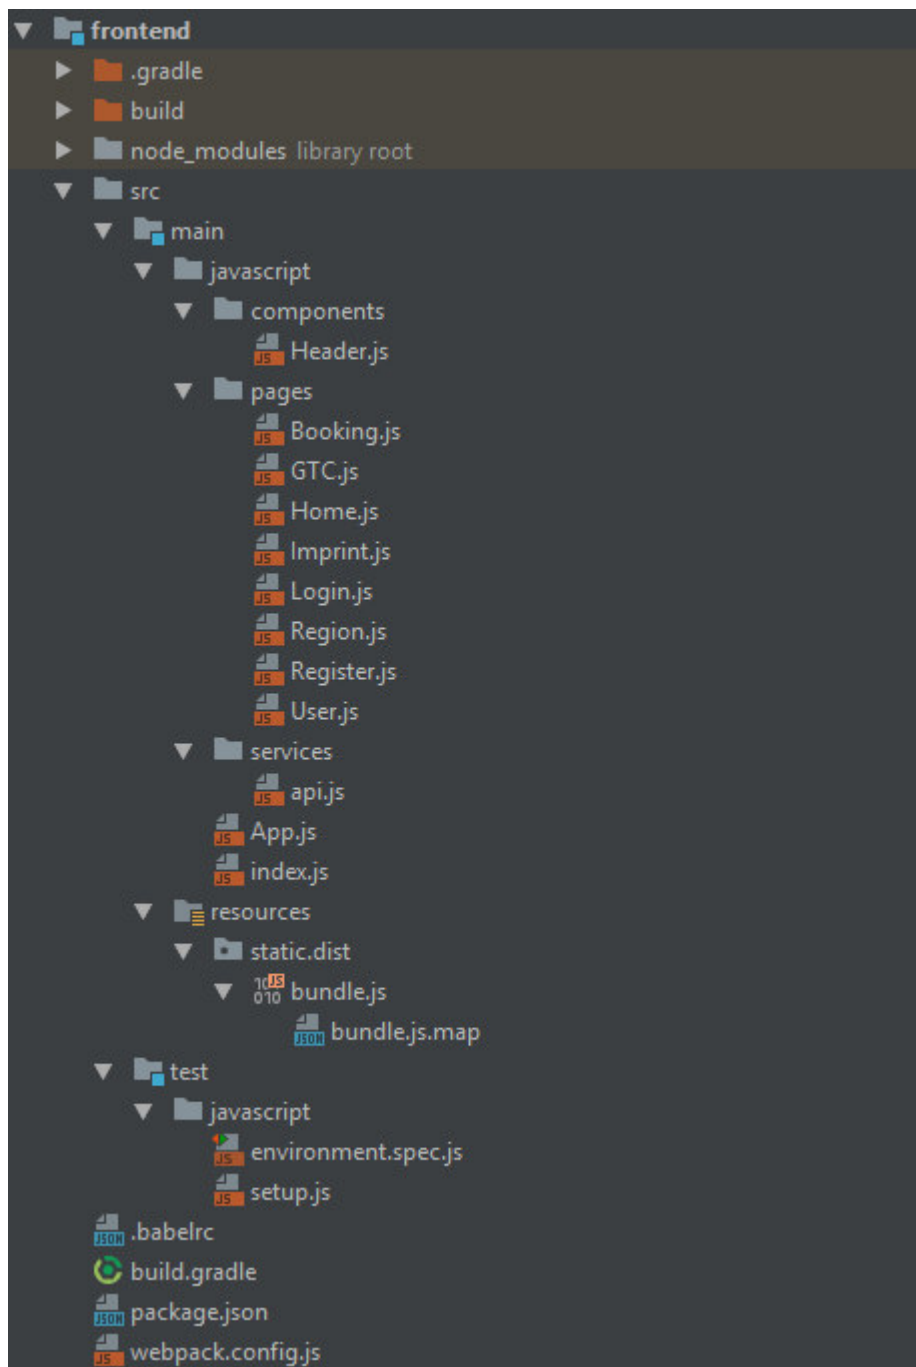 frontend
.gradle
build
node_modules library root
src
main
javascript
components
Header.js
pages
Booking.js
GTC.js
Home.js
Imprint.js
Login.js
Region.js
Register.js
User.js
services
api.js
App.js
index.js
resources
static.dist
bundle.js
bundle.js.map
test
javascript
environment.spec.js
setup.js
.babelrc
build.gradle
package.json
webpack.config.js